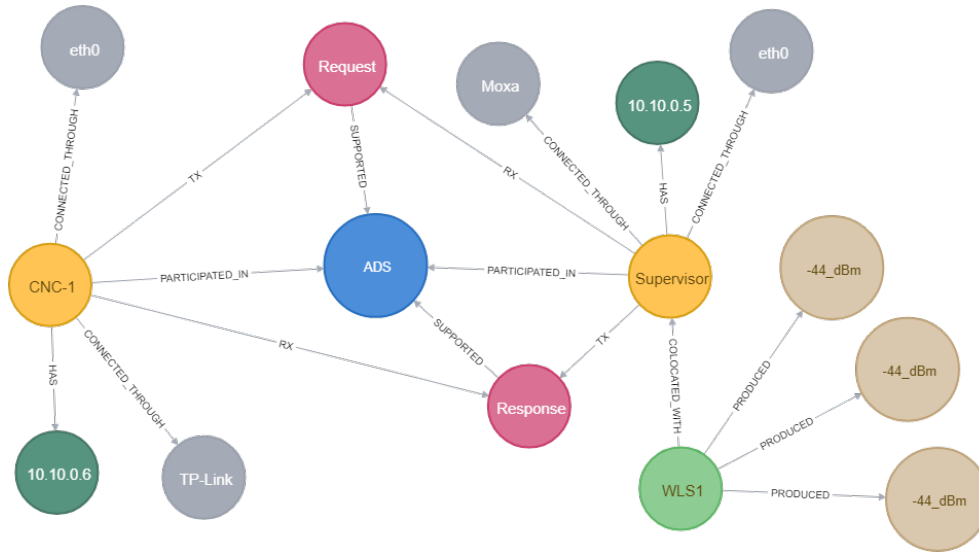 eth0
Request
eth0
Moxa
10.10.0.5
CONNECTED_THROUGH
TX
SUPPORTED
RX
CONNECTED_THROUGH
HAS
CONNECTED_THROUGH
CNC-1
PARTICIPATED_IN
ADS
PARTICIPATED_IN
Supervisor
-44_dBm
HAS
CONNECTED_THROUGH
RX
SUPPORTED
TX
COLOCATED_WITH
PRODUCED
-44_dBm
Response
PRODUCED
10.10.0.6
TP-Link
WLS1
PRODUCED
-44_dBm